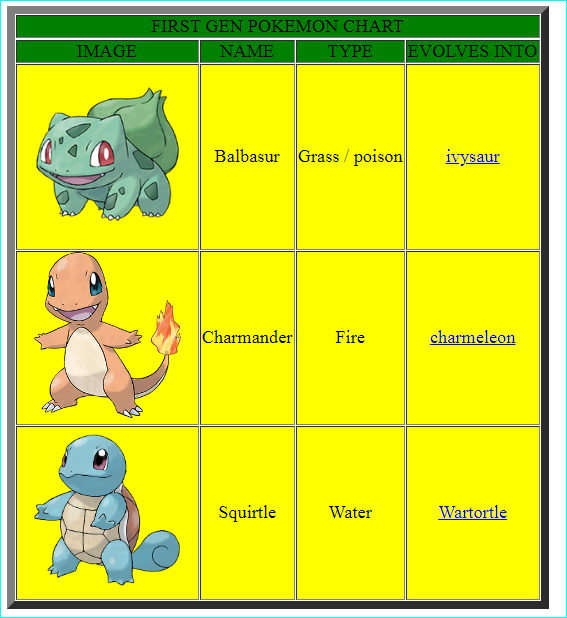 FIRST GEN POKEMON CHART
IMAGE NAME TYPE EVOLVES INTO
Balbasur Grass / poison ivysaur
Charmander Fire charmeleon
Squirtle Water Wartortle